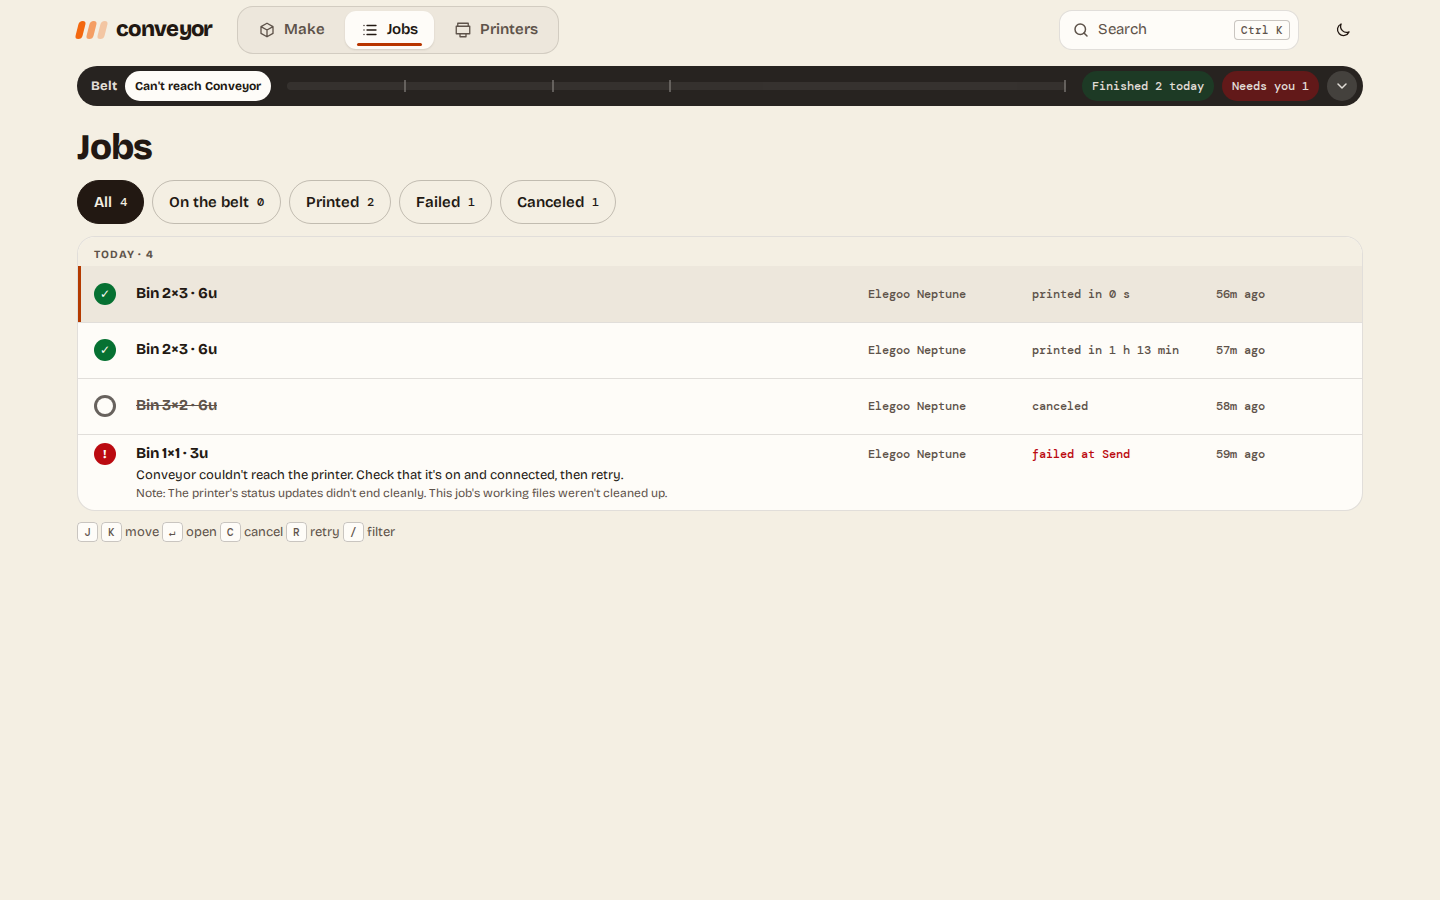 conveyor Make Jobs Printers Search Ctrl K
Belt Can't reach Conveyor Finished 2 today Needs you 1
Jobs
All 4 On the belt 0 Printed 2 Failed 1 Canceled 1
TODAY · 4
✓ Bin 2×3 · 6u Elegoo Neptune printed in 0 s 56m ago
✓ Bin 2×3 · 6u Elegoo Neptune printed in 1 h 13 min 57m ago
Bin 3×2 · 6u Elegoo Neptune canceled 58m ago
! Bin 1×1 · 3u Elegoo Neptune failed at Send 59m ago
Conveyor couldn't reach the printer. Check that it's on and connected, then retry.
Note: The printer's status updates didn't end cleanly. This job's working files weren't cleaned up.
J K move ↵ open C cancel R retry / filter